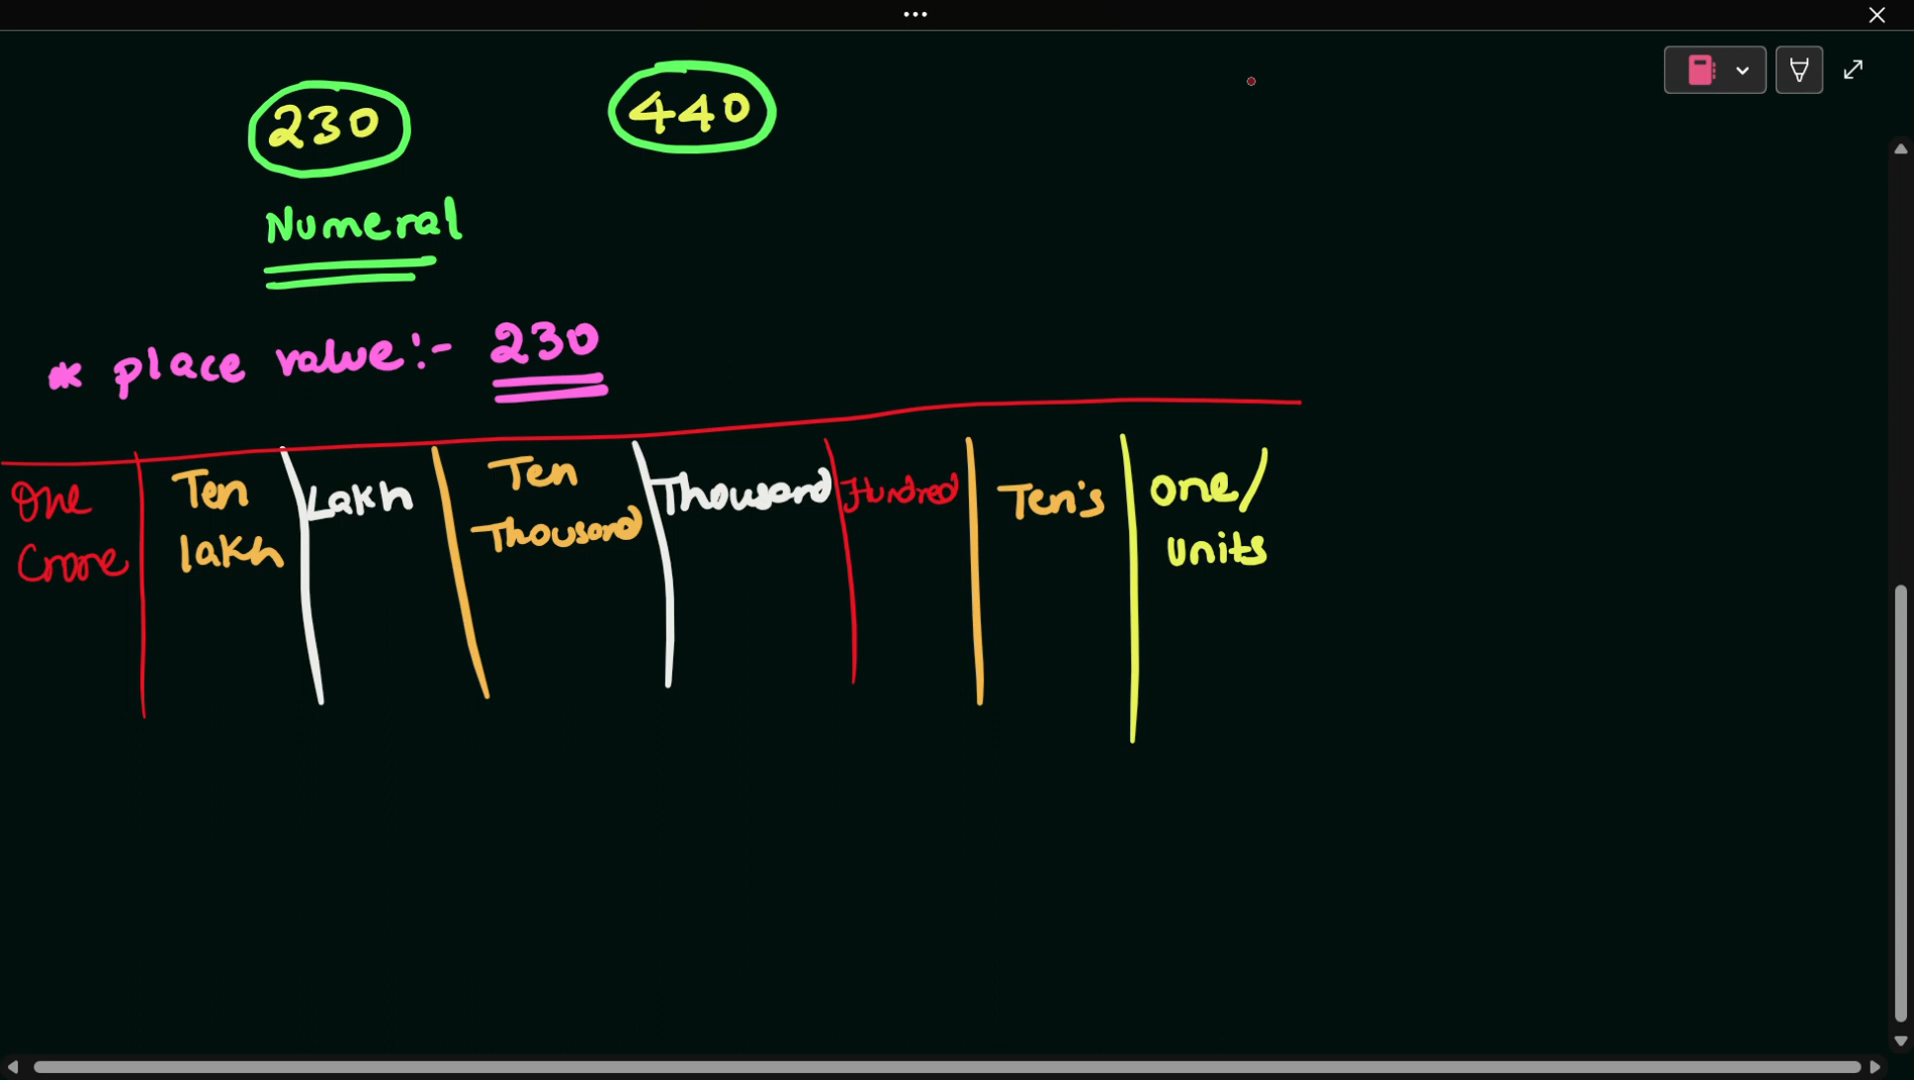 230 440
Numeral
* place value:- 230
One Ten Lakh Ten Thousand Hundred Ten's one/
Crore lakh Thousand units